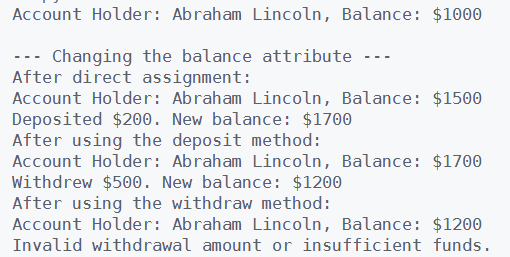 Account Holder: Abraham Lincoln, Balance: $1000
--- Changing the balance attribute ---
After direct assignment:
Account Holder: Abraham Lincoln, Balance: $1500
Deposited $200. New balance: $1700
After using the deposit method:
Account Holder: Abraham Lincoln, Balance: $1700
Withdrew $500. New balance: $1200
After using the withdraw method:
Account Holder: Abraham Lincoln, Balance: $1200
Invalid withdrawal amount or insufficient funds.